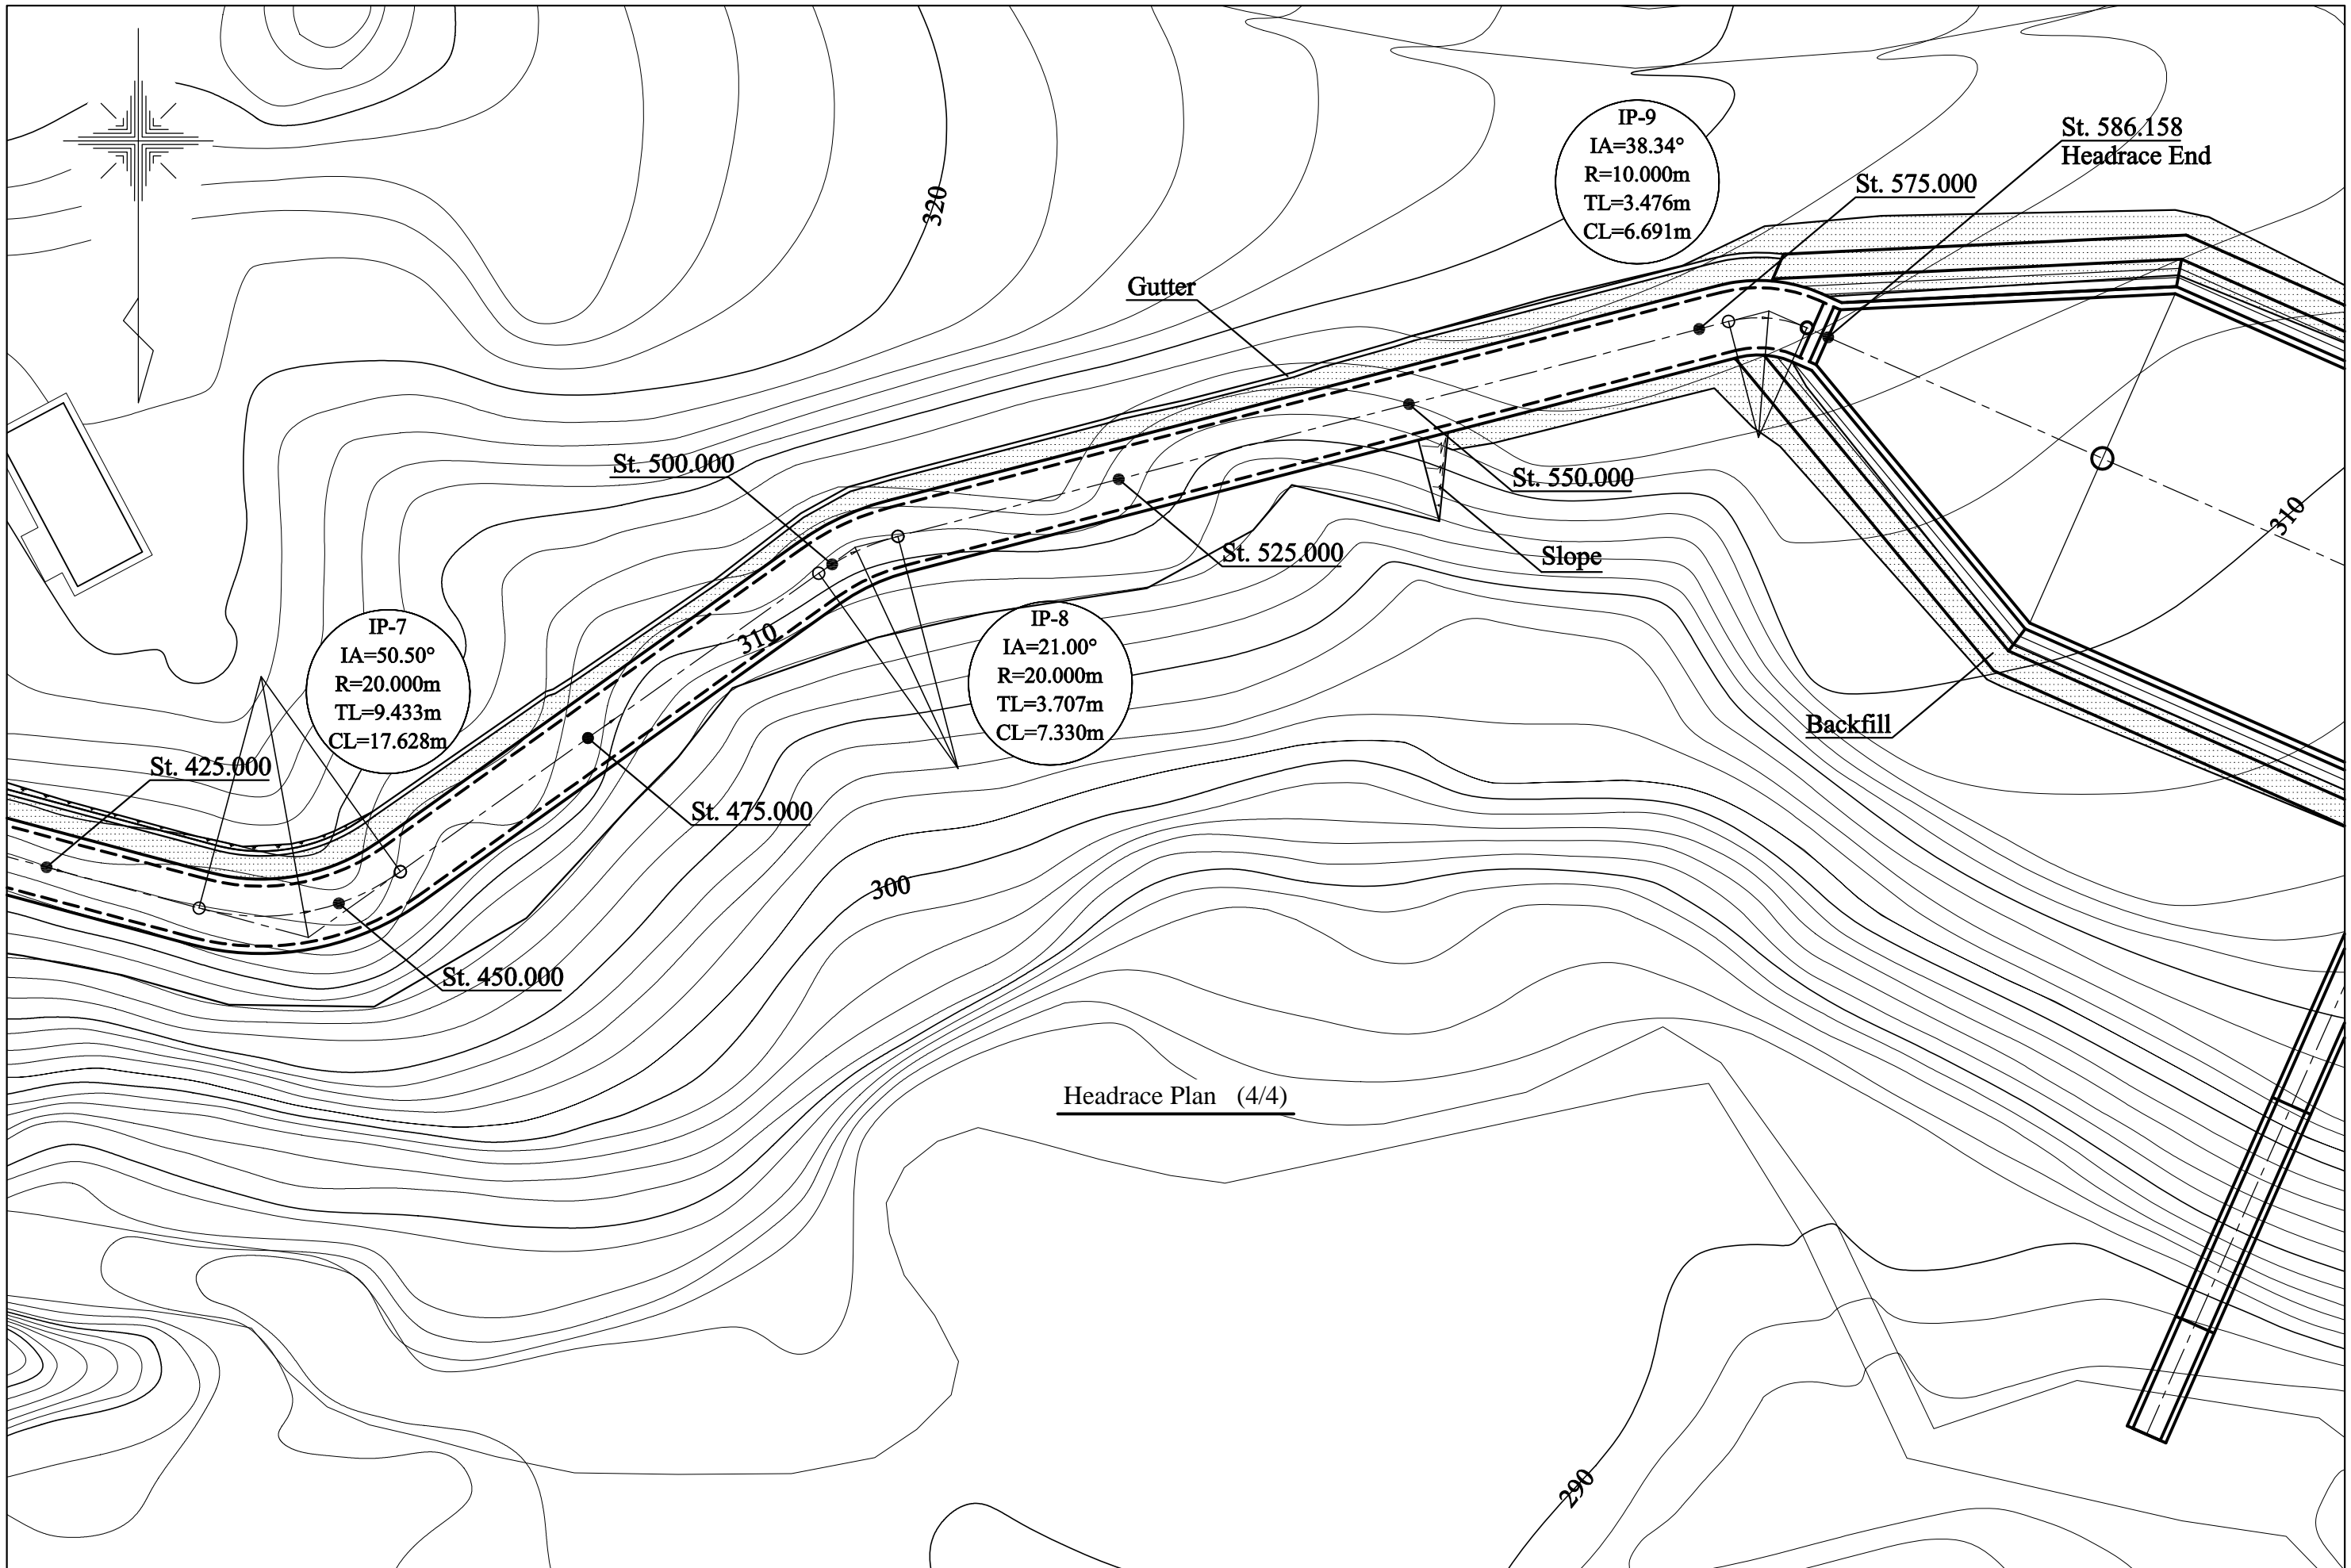 IP-9
IA=38.34°
R=10.000m
TL=3.476m
CL=6.691m
St. 586.158
Headrace End
St. 575.000
320
Gutter
St. 500.000
St. 550.000
310
St. 525.000
Slope
IP-7
IA=50.50°
R=20.000m
TL=9.433m
CL=17.628m
310
IP-8
IA=21.00°
R=20.000m
TL=3.707m
CL=7.330m
Backfill
St. 425.000
St. 475.000
300
St. 450.000
Headrace Plan (4/4)
290